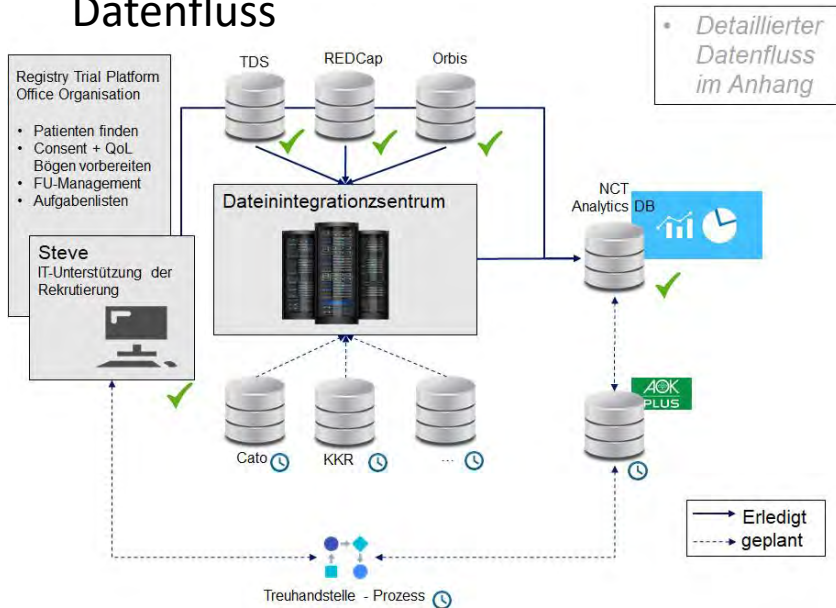 Datenfluss
• Detaillierter
Datenfluss
im Anhang
Registry Trial Platform
Office Organisation
• Patienten finden
• Consent + QoL
Bögen vorbereiten
• FU-Management
• Aufgabenlisten
TDS
REDCap
Orbis
Dateinintegrationzsentrum
NCT
Analytics DB
Steve
IT-Unterstützung der
Rekrutierung
AOK
PLUS
Cato
KKR
...
Erledigt
geplant
Treuhandstelle - Prozess